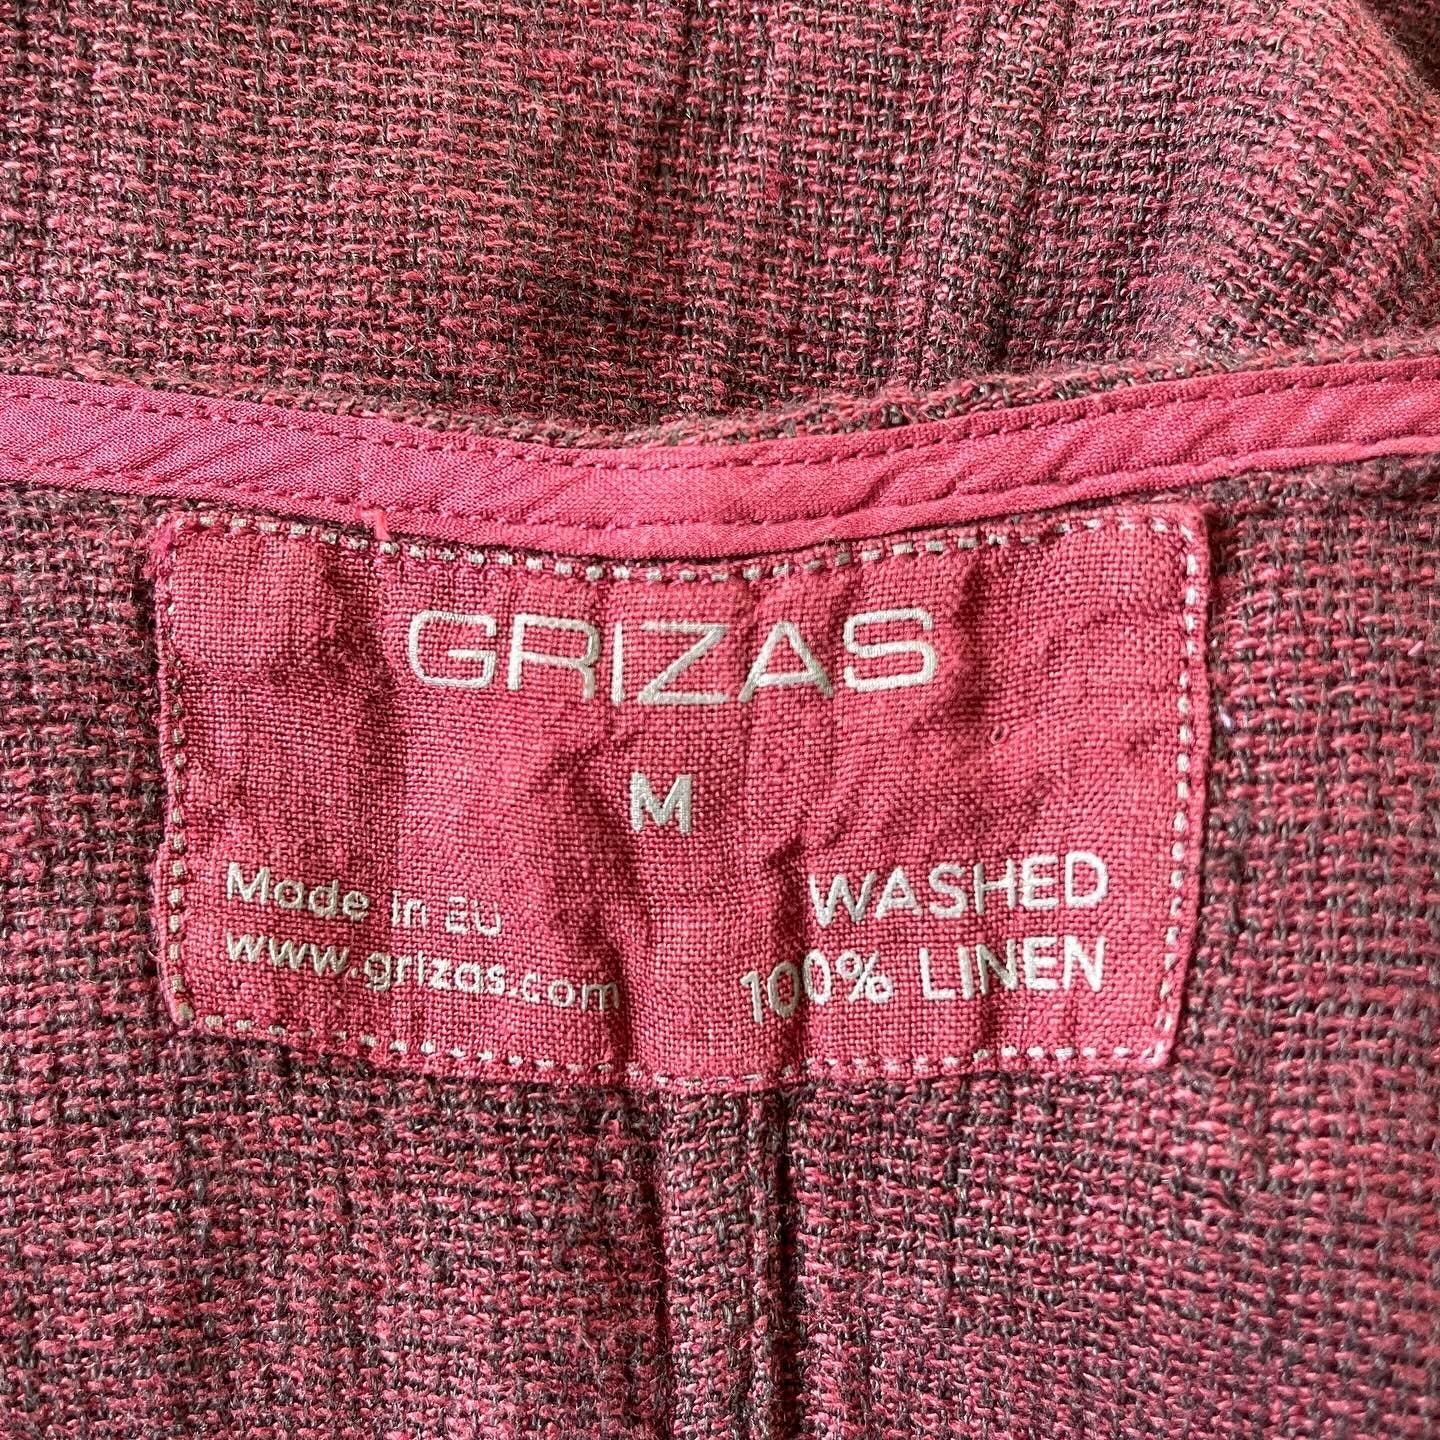 GRIZAS
M
Made in EU
www.grizas.com
WASHED
100% LINEN